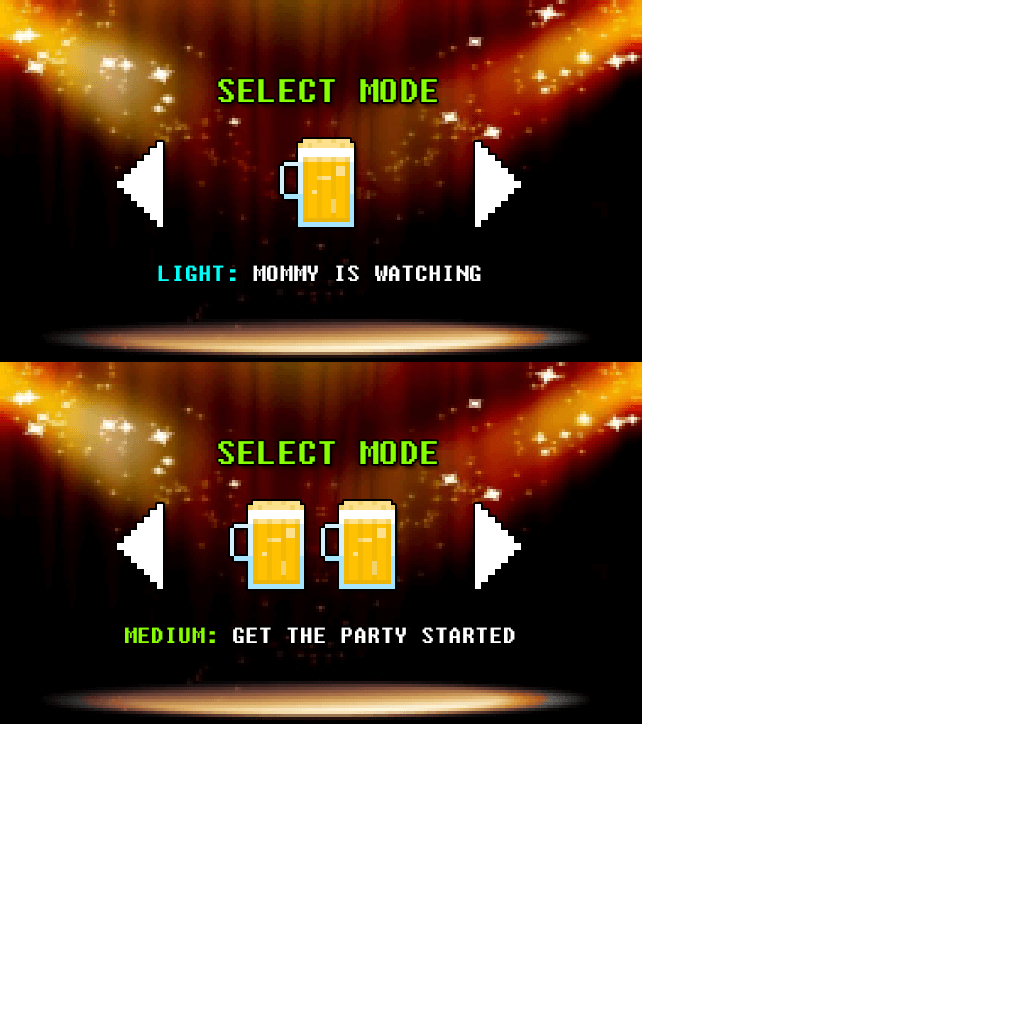 SELECT MODE
LIGHT: MOMMY IS WATCHING
SELECT MODE
MEDIUM: GET THE PARTY STARTED